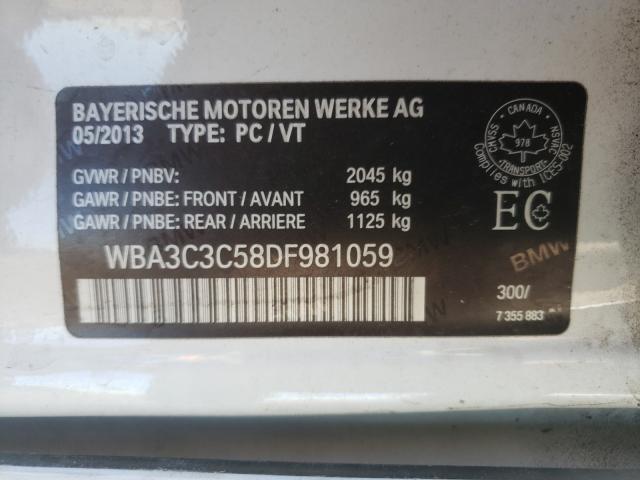 BAYERISCHE MOTOREN WERKE AG
05/2013 TYPE: PC / VT
GVWR / PNBV: 2045 kg
GAWR / PNBE: FRONT / AVANT 965 kg
GAWR / PNBE: REAR / ARRIERE 1125 kg
WBA3C3C58DF981059
CANADA
CMVSS
NSVAC
978
TRANSPORT
Complies with ICES-002
EC
BMW
300/
7 355 883